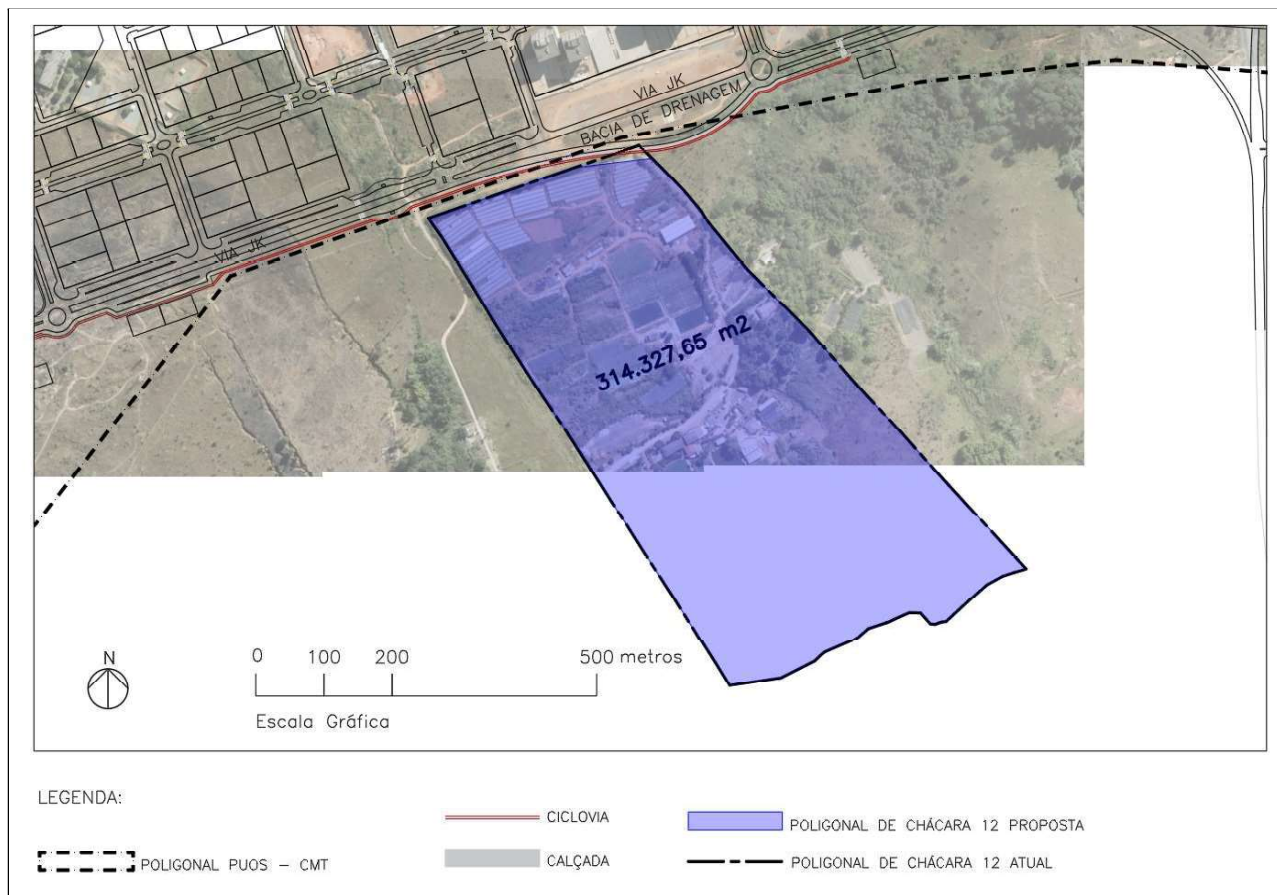 VIA JK
BACIA DE DRENAGEM
VIA JK
314.327,65 m2
N
0 100 200 500 metros
Escala Gráfica
LEGENDA:
CICLOVIA
POLIGONAL DE CHÁCARA 12 PROPOSTA
POLIGONAL PUOS – CMT
CALÇADA
POLIGONAL DE CHÁCARA 12 ATUAL